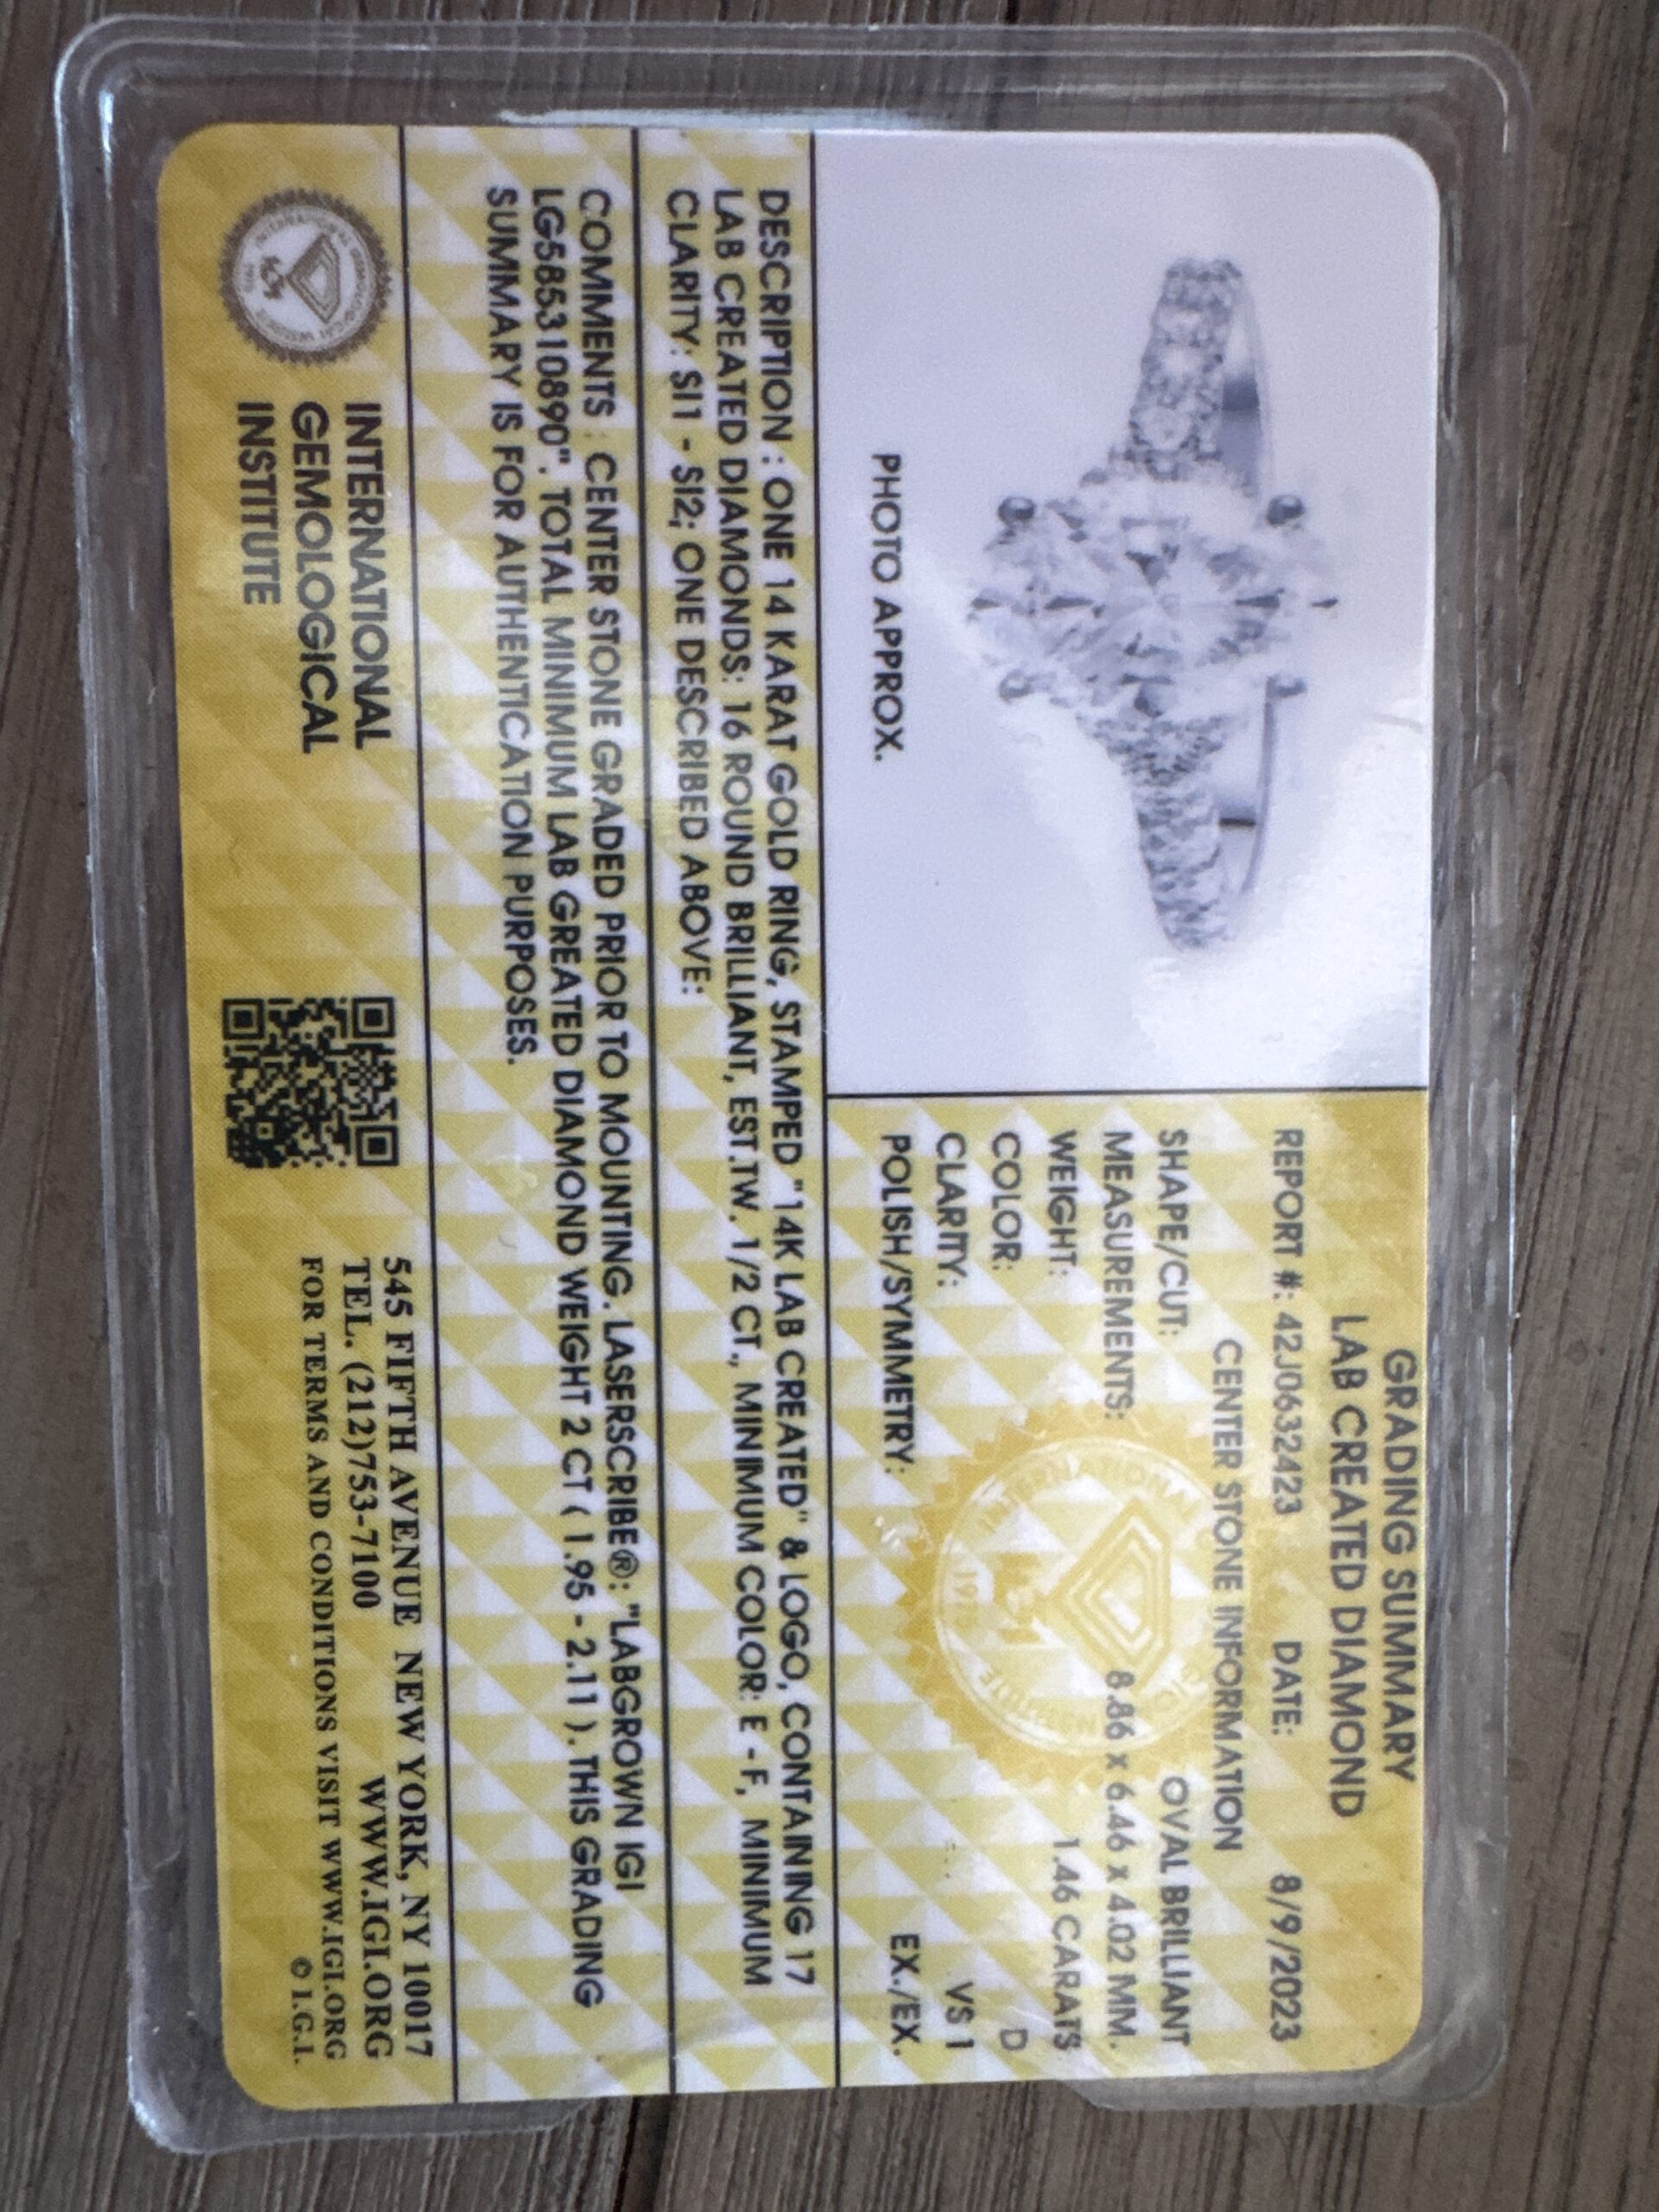 GRADING SUMMARY
LAB CREATED DIAMOND
REPORT #: 42J0632423 DATE: 8/9/2023
CENTER STONE INFORMATION
SHAPE/CUT: OVAL BRILLIANT
MEASUREMENTS: 8.86 x 6.46 x 4.02 MM.
WEIGHT: 1.46 CARATS
COLOR: D
CLARITY: VS 1
POLISH/SYMMETRY: EX./EX.
PHOTO APPROX.
DESCRIPTION : ONE 14 KARAT GOLD RING, STAMPED "14K LAB CREATED" & LOGO, CONTAINING 17
LAB CREATED DIAMONDS: 16 ROUND BRILLIANT, EST.TW. 1/2 CT., MINIMUM COLOR: E - F, MINIMUM
CLARITY: SI1 - SI2; ONE DESCRIBED ABOVE:
COMMENTS : CENTER STONE GRADED PRIOR TO MOUNTING. LASERSCRIBE®: "LABGROWN IGI
LG585310890". TOTAL MINIMUM LAB GREATED DIAMOND WEIGHT 2 CT ( 1.95 - 2.11 ). THIS GRADING
SUMMARY IS FOR AUTHENTICATION PURPOSES.
INTERNATIONAL
GEMOLOGICAL
INSTITUTE
545 FIFTH AVENUE NEW YORK, NY 10017
TEL. (212)753-7100 WWW.IGI.ORG
FOR TERMS AND CONDITIONS VISIT WWW.IGI.ORG
© I.G.I.